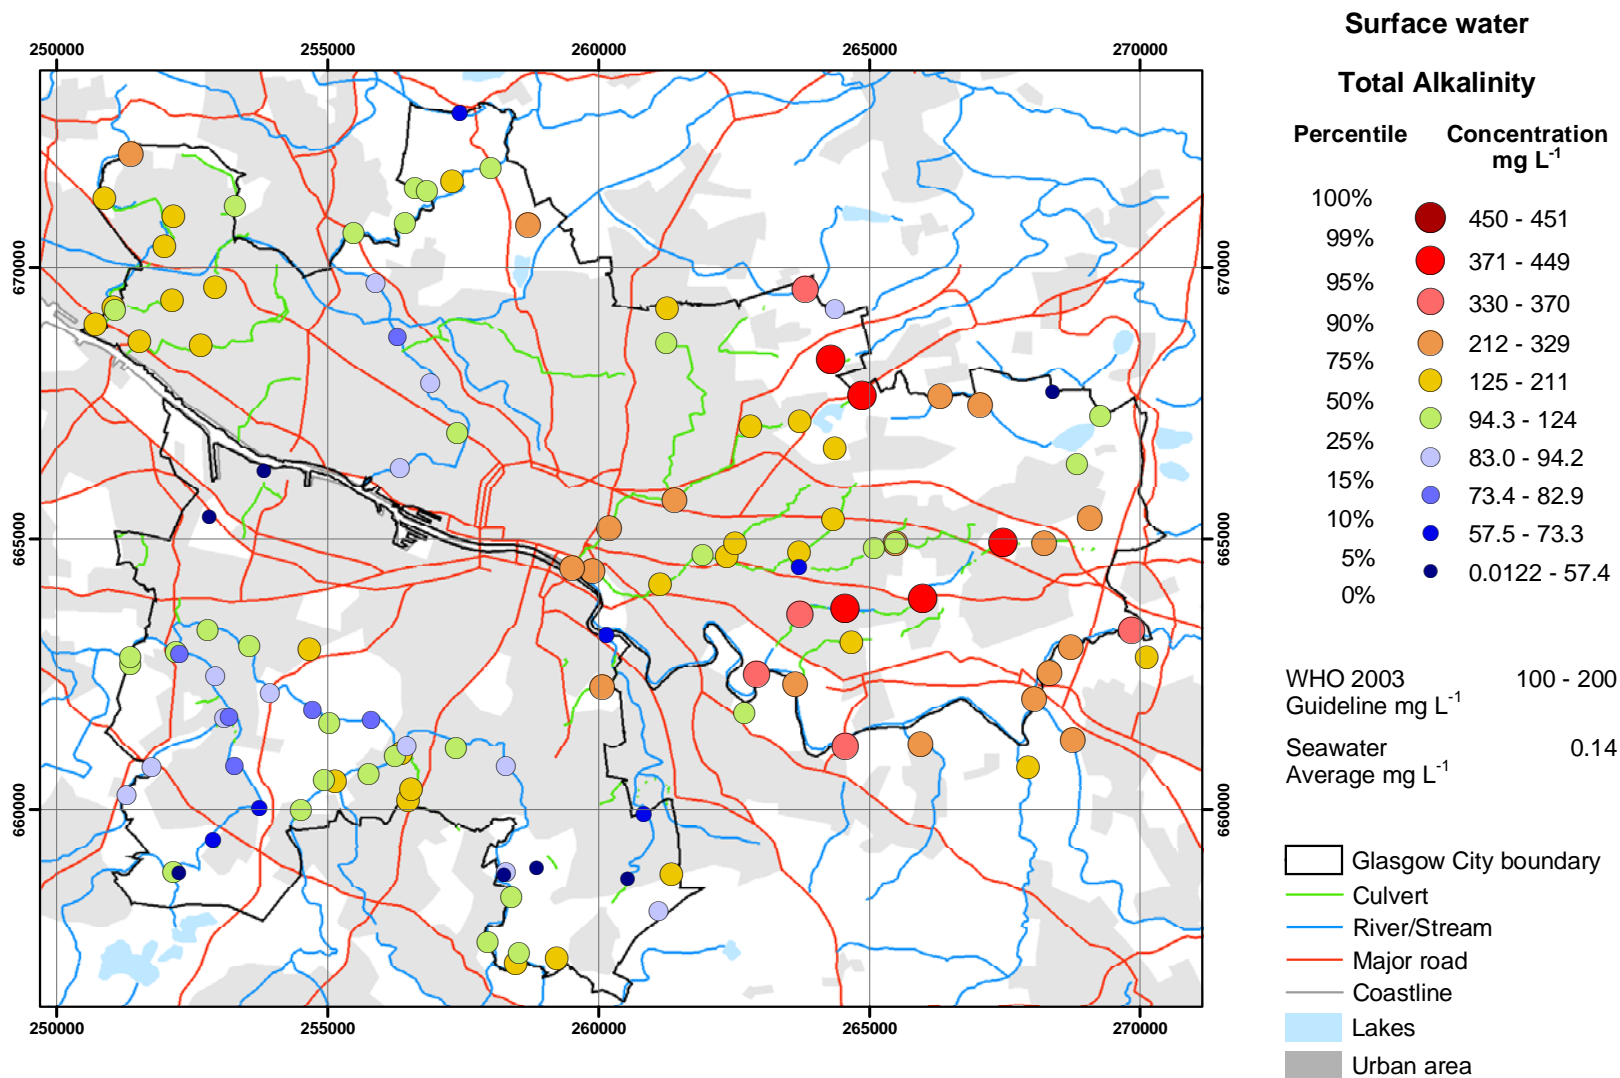 Surface water
Total Alkalinity
Percentile
Concentration
mg L-1
100%
450 - 451
99%
371 - 449
95%
330 - 370
90%
212 - 329
75%
125 - 211
50%
94.3 - 124
25%
83.0 - 94.2
15%
73.4 - 82.9
10%
57.5 - 73.3
5%
0.0122 - 57.4
0%
WHO 2003 100 - 200
Guideline mg L-1
Seawater 0.14
Average mg L-1
Glasgow City boundary
Culvert
River/Stream
Major road
Coastline
Lakes
Urban area
250000 255000 260000 265000 270000
670000 670000
665000 665000
660000 660000
250000 255000 260000 265000 270000